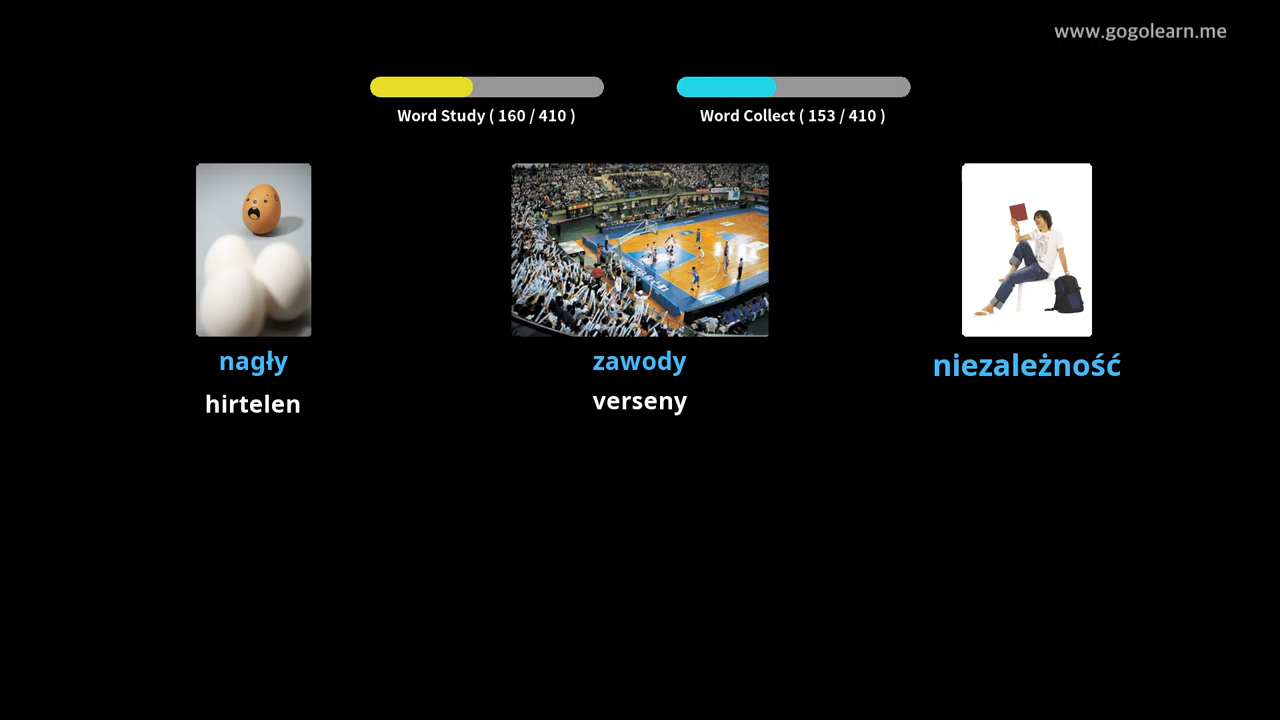 www.gogolearn.me
Word Study ( 160 / 410 )
Word Collect ( 153 / 410 )
nagły
zawody
niezależność
hirtelen
verseny